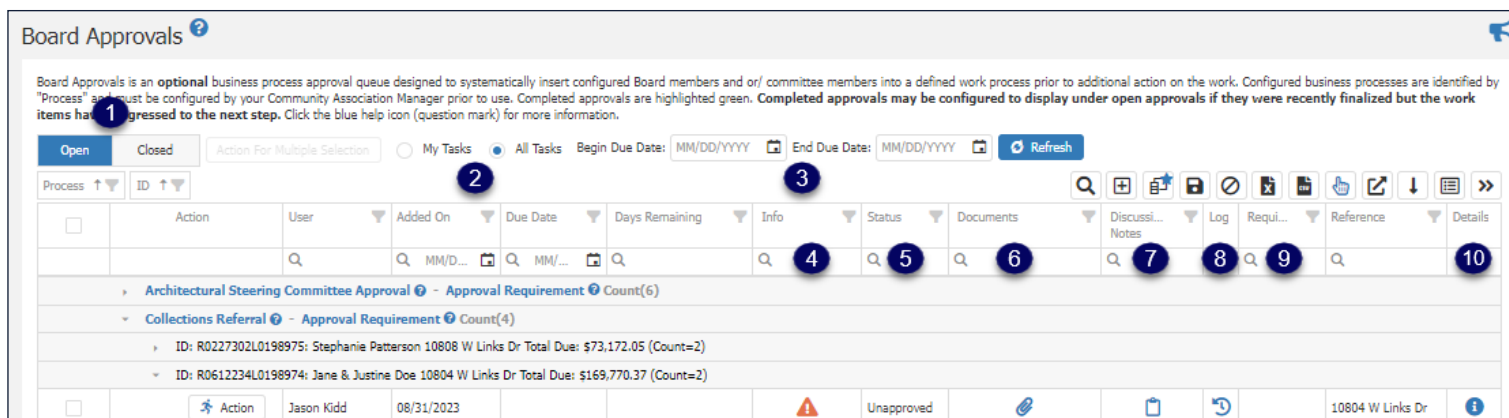 Board Approvals ?
Board Approvals is an optional business process approval queue designed to systematically insert configured Board members and or/ committee members into a defined work process prior to additional action on the work. Configured business processes are identified by
"Process" and must be configured by your Community Association Manager prior to use. Completed approvals are highlighted green. Completed approvals may be configured to display under open approvals if they were recently finalized but the work
items gressed to the next step. Click the blue help icon (question mark) for more information.
1
Open Closed Action For Multiple Selection My Tasks All Tasks Begin Due Date: MM/DD/YYYY End Due Date: MM/DD/YYYY Refresh
2 3
Process ID
Action User Added On Due Date Days Remaining Info Status Documents Discussi... Notes Log Requi... Reference Details
MM/D... MM/... 4 5 6 7 8 9 10
Architectural Steering Committee Approval ? - Approval Requirement ? Count(6)
Collections Referral ? - Approval Requirement ? Count(4)
ID: R0227302L0198975: Stephanie Patterson 10808 W Links Dr Total Due: $73,172.05 (Count=2)
ID: R0612234L0198974: Jane & Justine Doe 10804 W Links Dr Total Due: $169,770.37 (Count=2)
Action Jason Kidd 08/31/2023 Unapproved 10804 W Links Dr